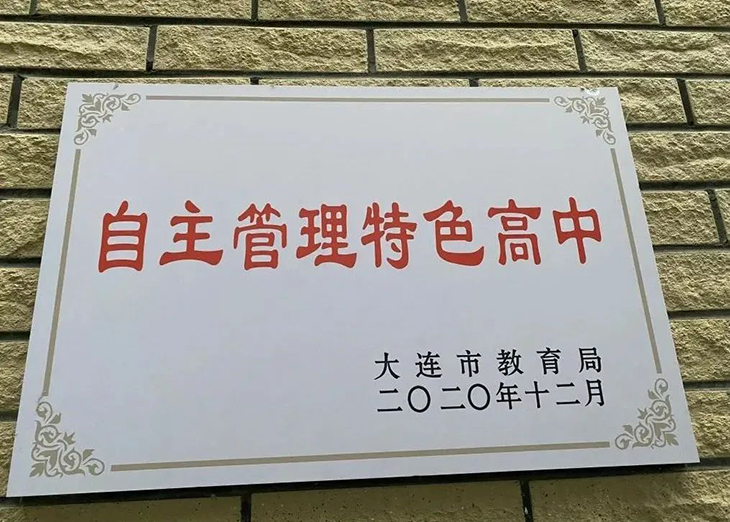 自主管理特色高中
大连市教育局
二〇二〇年十二月